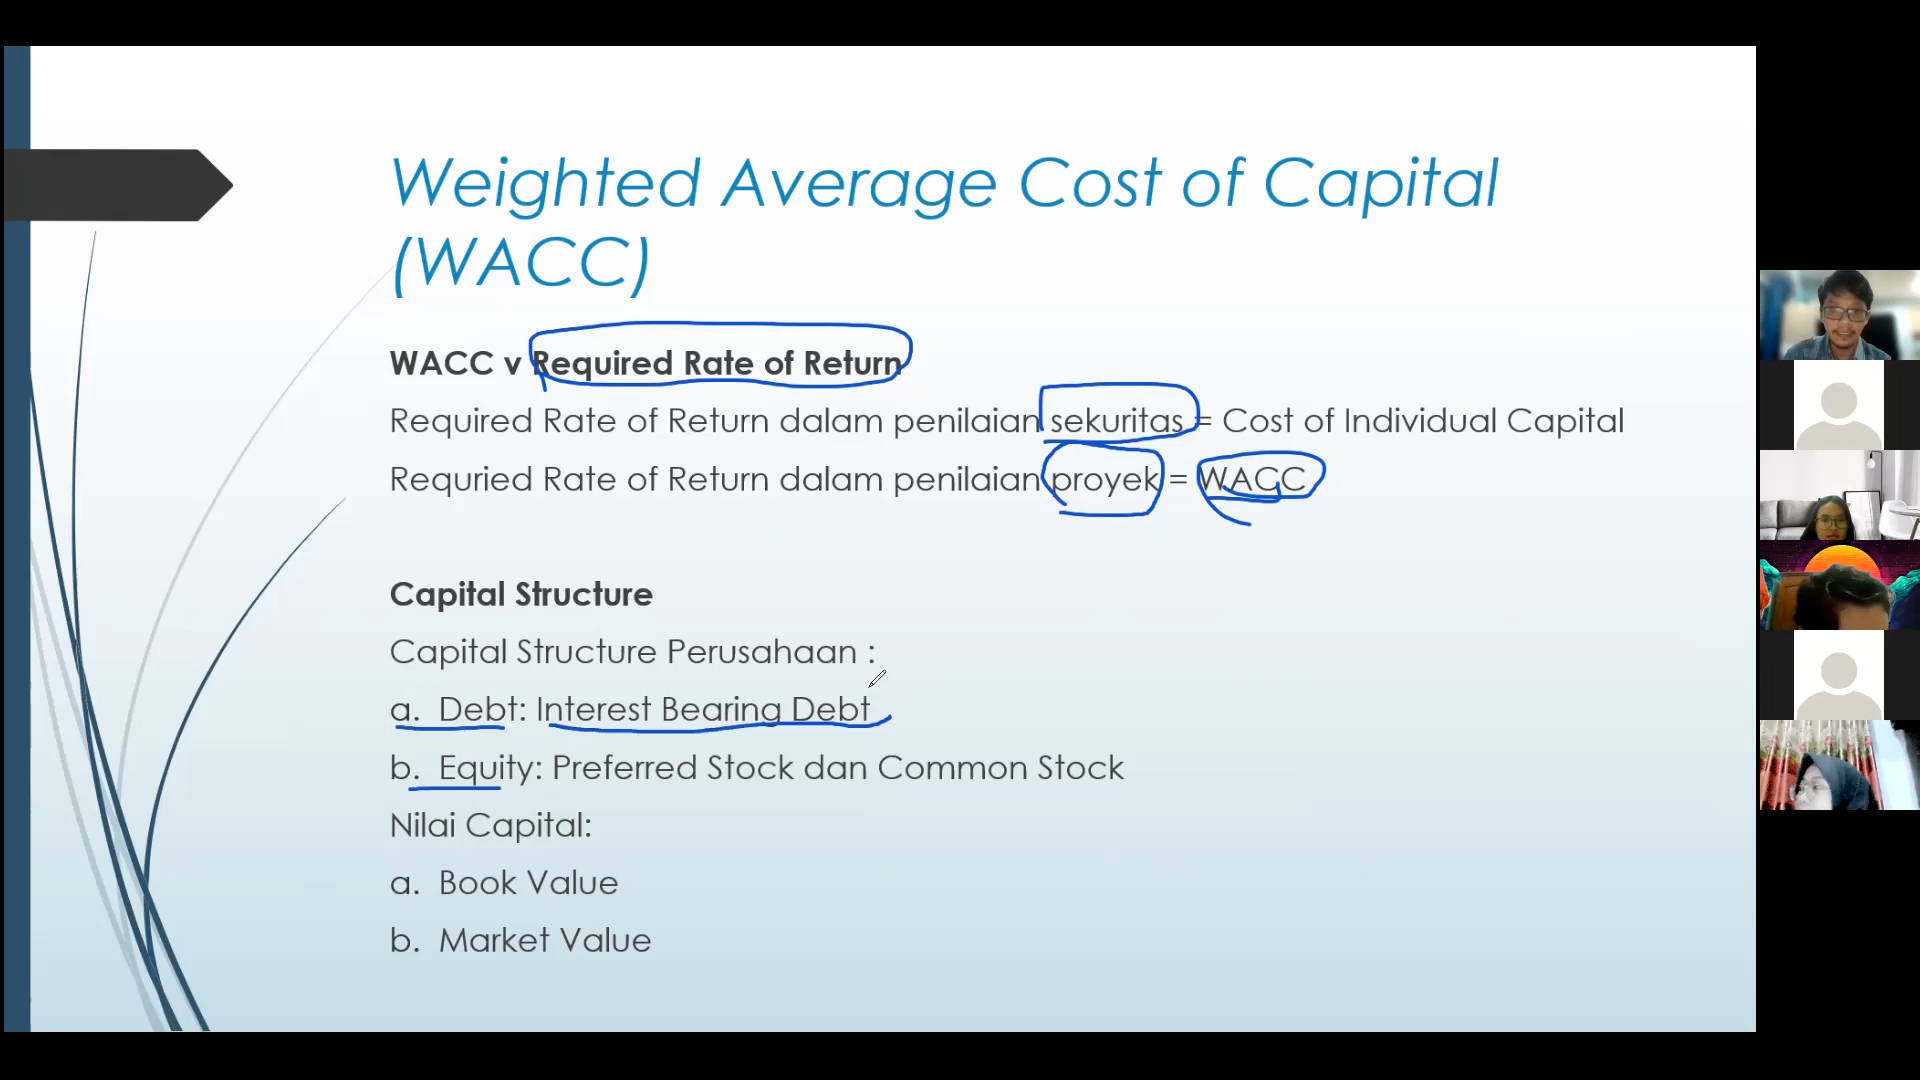 Weighted Average Cost of Capital
(WACC)
WACC v Required Rate of Return
Required Rate of Return dalam penilaian sekuritas = Cost of Individual Capital
Requried Rate of Return dalam penilaian proyek = WACC
Capital Structure
Capital Structure Perusahaan :
a. Debt: Interest Bearing Debt
b. Equity: Preferred Stock dan Common Stock
Nilai Capital:
a. Book Value
b. Market Value